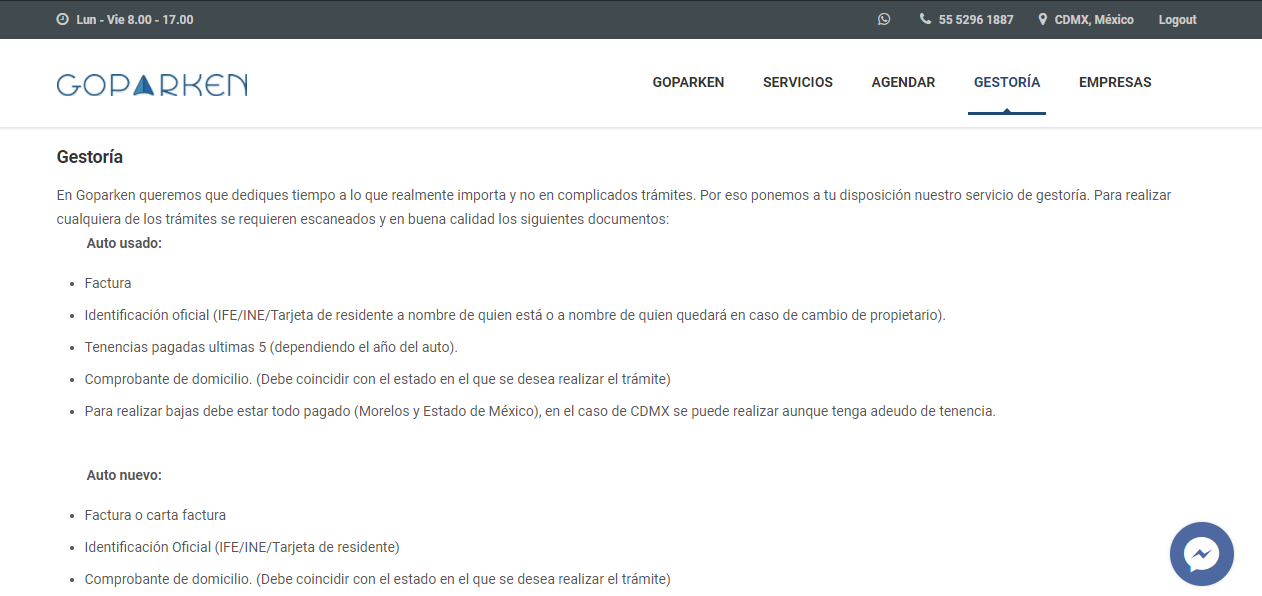 Lun - Vie 8.00 - 17.00
55 5296 1887
CDMX, México
Logout
GOPARKEN
GOPARKEN
SERVICIOS
AGENDAR
GESTORÍA
EMPRESAS
Gestoría
En Goparken queremos que dediques tiempo a lo que realmente importa y no en complicados trámites. Por eso ponemos a tu disposición nuestro servicio de gestoría. Para realizar
cualquiera de los trámites se requieren escaneados y en buena calidad los siguientes documentos:
Auto usado:
Factura
Identificación oficial (IFE/INE/Tarjeta de residente a nombre de quien está o a nombre de quien quedará en caso de cambio de propietario).
Tenencias pagadas ultimas 5 (dependiendo el año del auto).
Comprobante de domicilio. (Debe coincidir con el estado en el que se desea realizar el trámite)
Para realizar bajas debe estar todo pagado (Morelos y Estado de México), en el caso de CDMX se puede realizar aunque tenga adeudo de tenencia.
Auto nuevo:
Factura o carta factura
Identificación Oficial (IFE/INE/Tarjeta de residente)
Comprobante de domicilio. (Debe coincidir con el estado en el que se desea realizar el trámite)